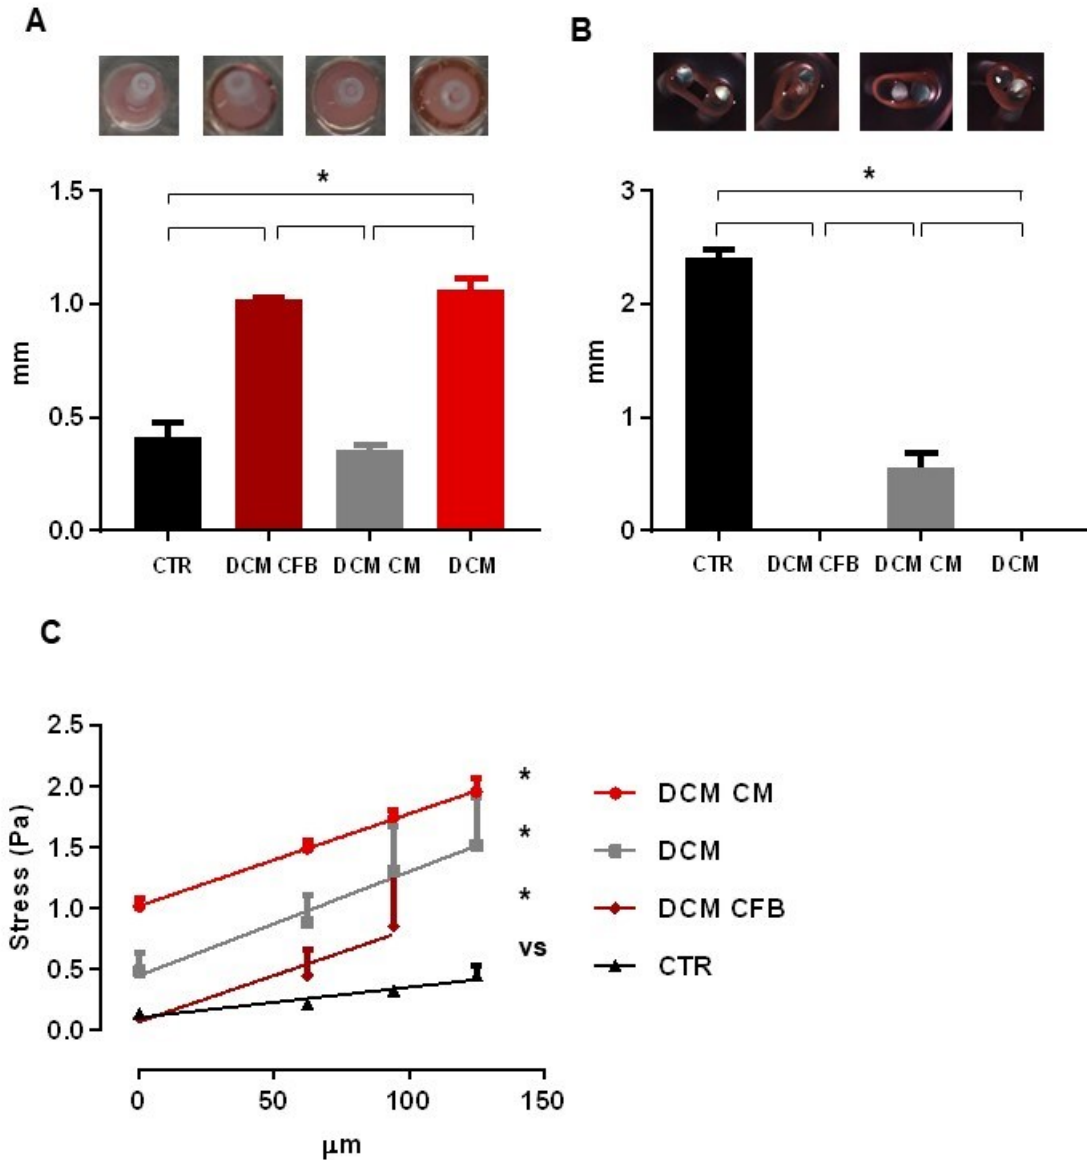 A
*
1.5
1.0
0.5
0.0
mm
CTR DCM CFB DCM CM DCM
B
*
3
2
1
0
mm
CTR DCM CFB DCM CM DCM
C
2.5
2.0
1.5
1.0
0.5
0.0
Stress (Pa)
0 50 100 150
µm
*
*
*
vs
DCM CM
DCM
DCM CFB
CTR